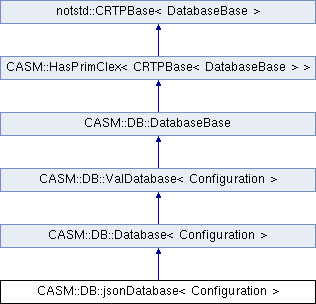 notstd::CRTPBase< DatabaseBase >
CASM::HasPrimClex< CRTPBase< DatabaseBase > >
CASM::DB::DatabaseBase
CASM::DB::ValDatabase< Configuration >
CASM::DB::Database< Configuration >
CASM::DB::jsonDatabase< Configuration >